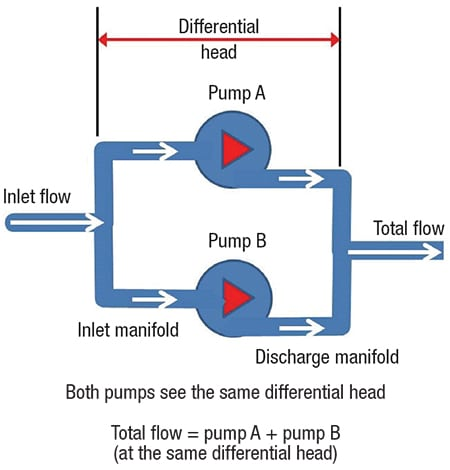 Differential
head
Pump A
Inlet flow
Total flow
Pump B
Inlet manifold
Discharge manifold
Both pumps see the same differential head
Total flow = pump A + pump B
(at the same differential head)